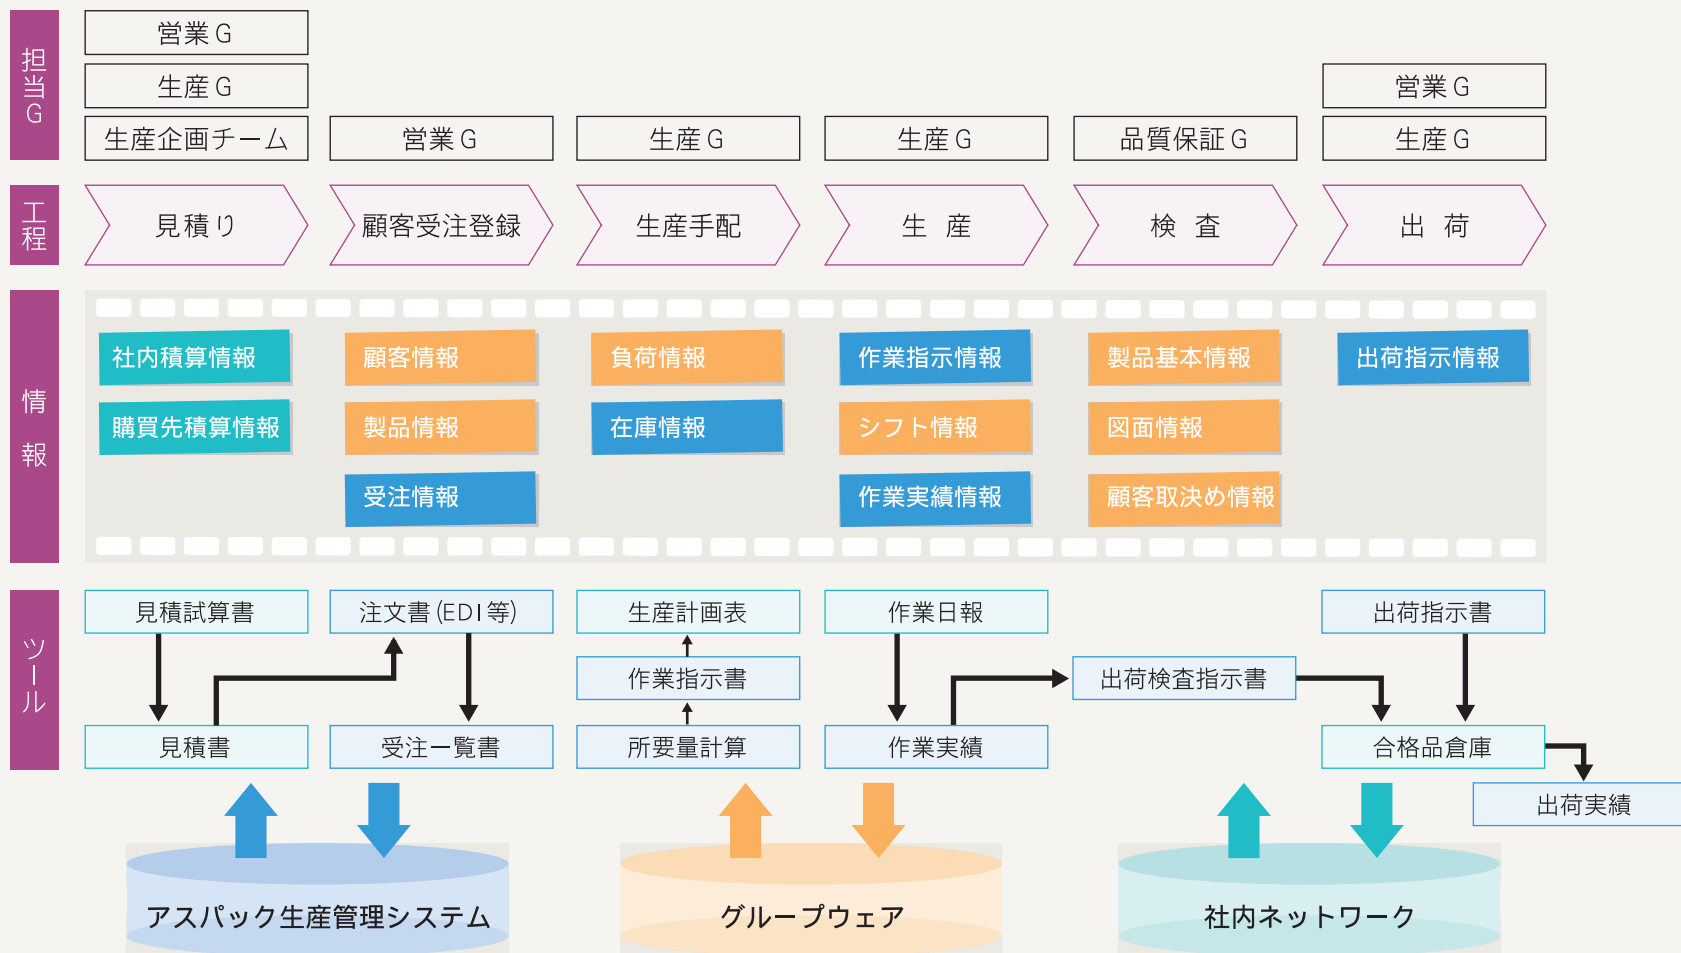 担当G
営業G
生産G
生産企画チーム
営業G
生産G
生産G
品質保証G
営業G
生産G
工程
見積り
顧客受注登録
生産手配
生 産
検 査
出 荷
情 報
社内積算情報
購買先積算情報
顧客情報
製品情報
受注情報
負荷情報
在庫情報
作業指示情報
シフト情報
作業実績情報
製品基本情報
図面情報
顧客取決め情報
出荷指示情報
ツール
見積試算書
見積書
注文書(EDI等)
受注一覧書
生産計画表
作業指示書
所要量計算
作業日報
作業実績
出荷検査指示書
出荷指示書
合格品倉庫
出荷実績
アスパック生産管理システム
グループウェア
社内ネットワーク